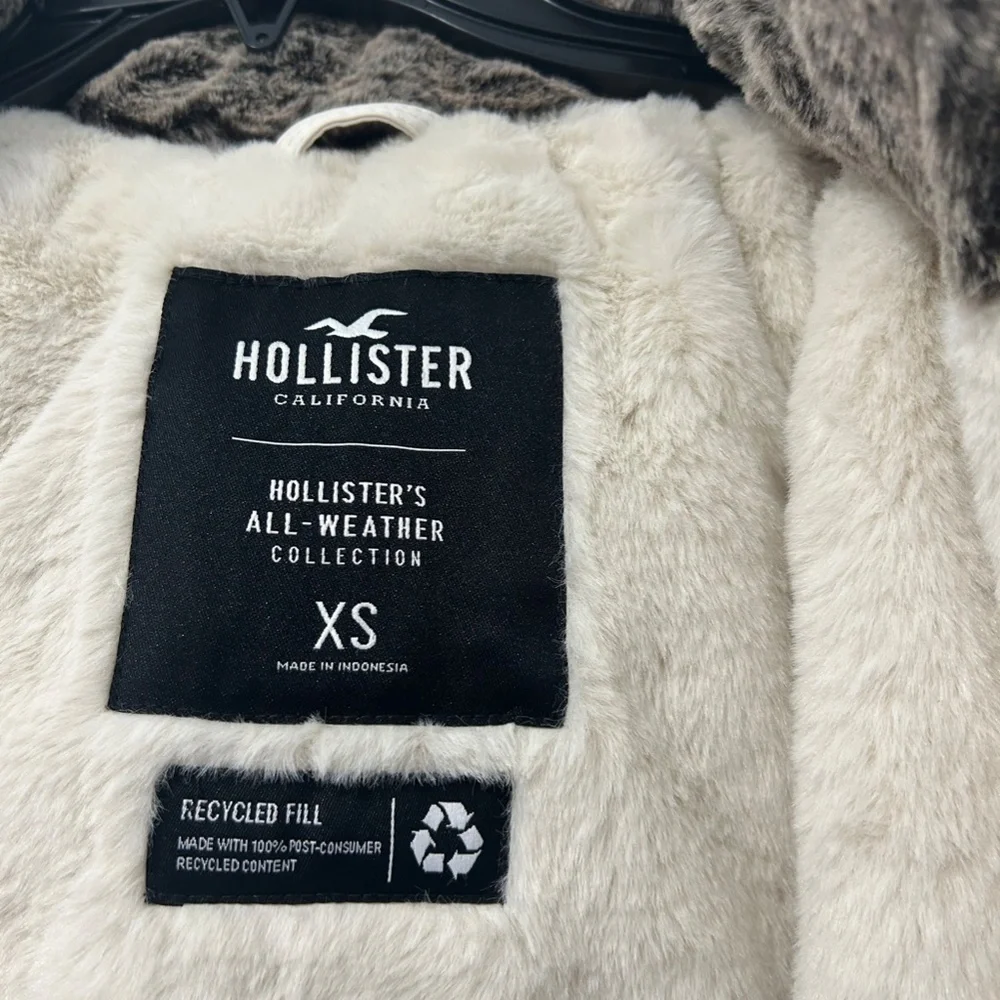 HOLLISTER
CALIFORNIA
HOLLISTER'S
ALL-WEATHER
COLLECTION
XS
MADE IN INDONESIA
RECYCLED FILL
MADE WITH 100% POST-CONSUMER
RECYCLED CONTENT